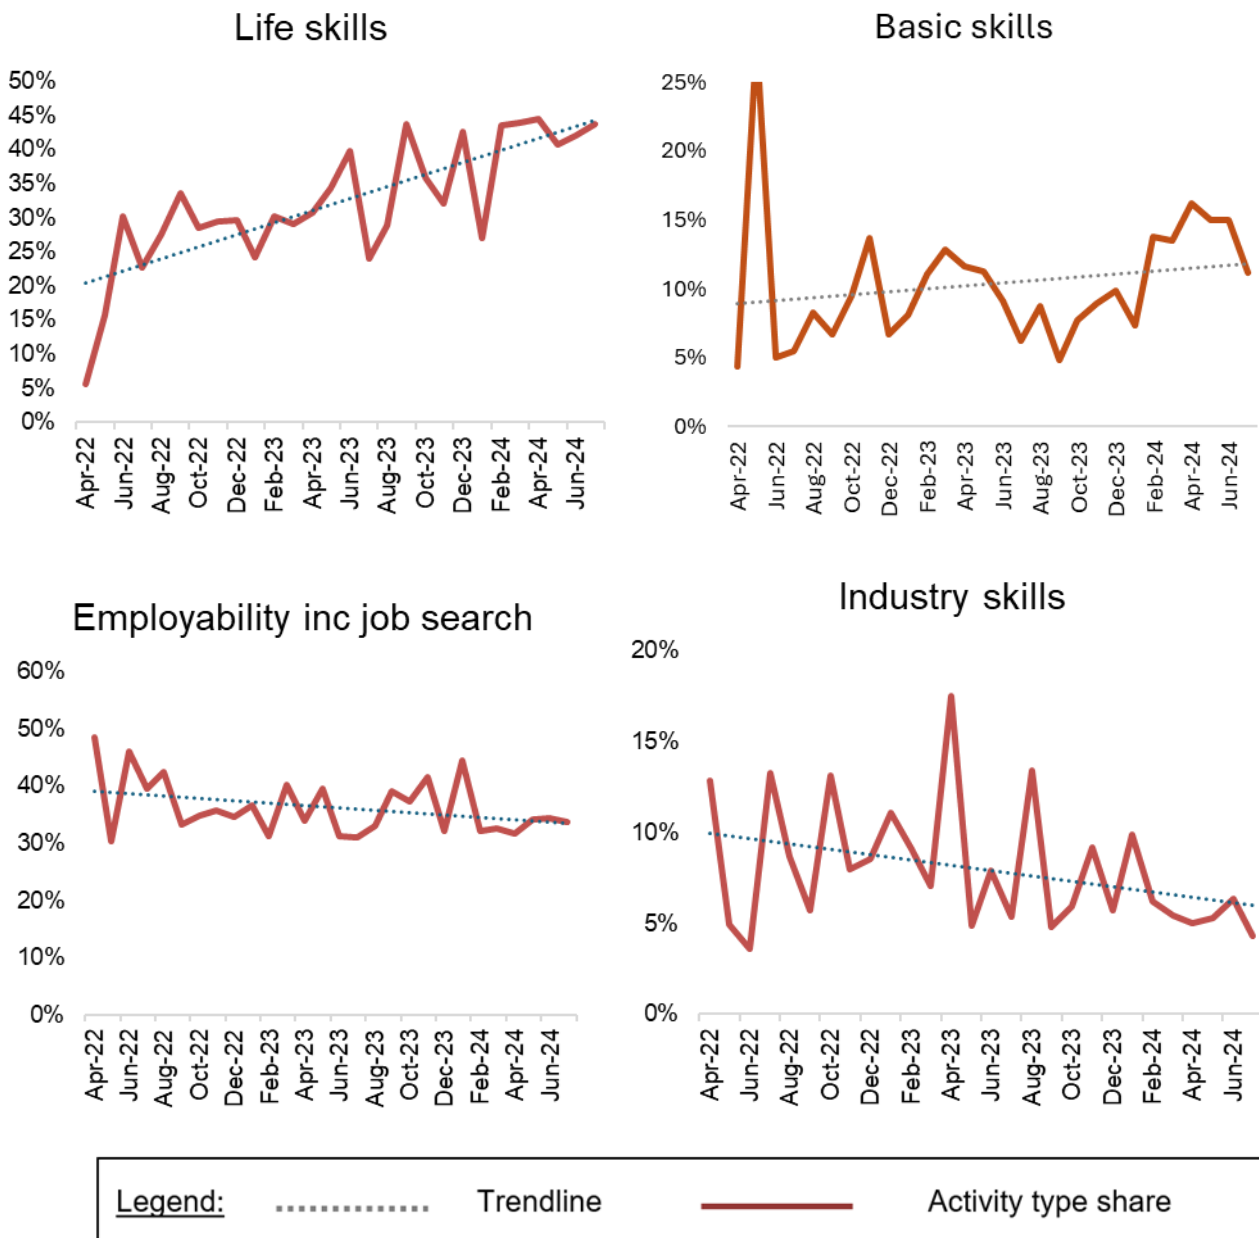 Life skills
50%
45%
40%
35%
30%
25%
20%
15%
10%
5%
0%
Apr-22
Jun-22
Aug-22
Oct-22
Dec-22
Feb-23
Apr-23
Jun-23
Aug-23
Oct-23
Dec-23
Feb-24
Apr-24
Jun-24
Basic skills
25%
20%
15%
10%
5%
0%
Apr-22
Jun-22
Aug-22
Oct-22
Dec-22
Feb-23
Apr-23
Jun-23
Aug-23
Oct-23
Dec-23
Feb-24
Apr-24
Jun-24
Employability inc job search
60%
50%
40%
30%
20%
10%
0%
Apr-22
Jun-22
Aug-22
Oct-22
Dec-22
Feb-23
Apr-23
Jun-23
Aug-23
Oct-23
Dec-23
Feb-24
Apr-24
Jun-24
Industry skills
20%
15%
10%
5%
0%
Apr-22
Jun-22
Aug-22
Oct-22
Dec-22
Feb-23
Apr-23
Jun-23
Aug-23
Oct-23
Dec-23
Feb-24
Apr-24
Jun-24
Legend: Trendline Activity type share